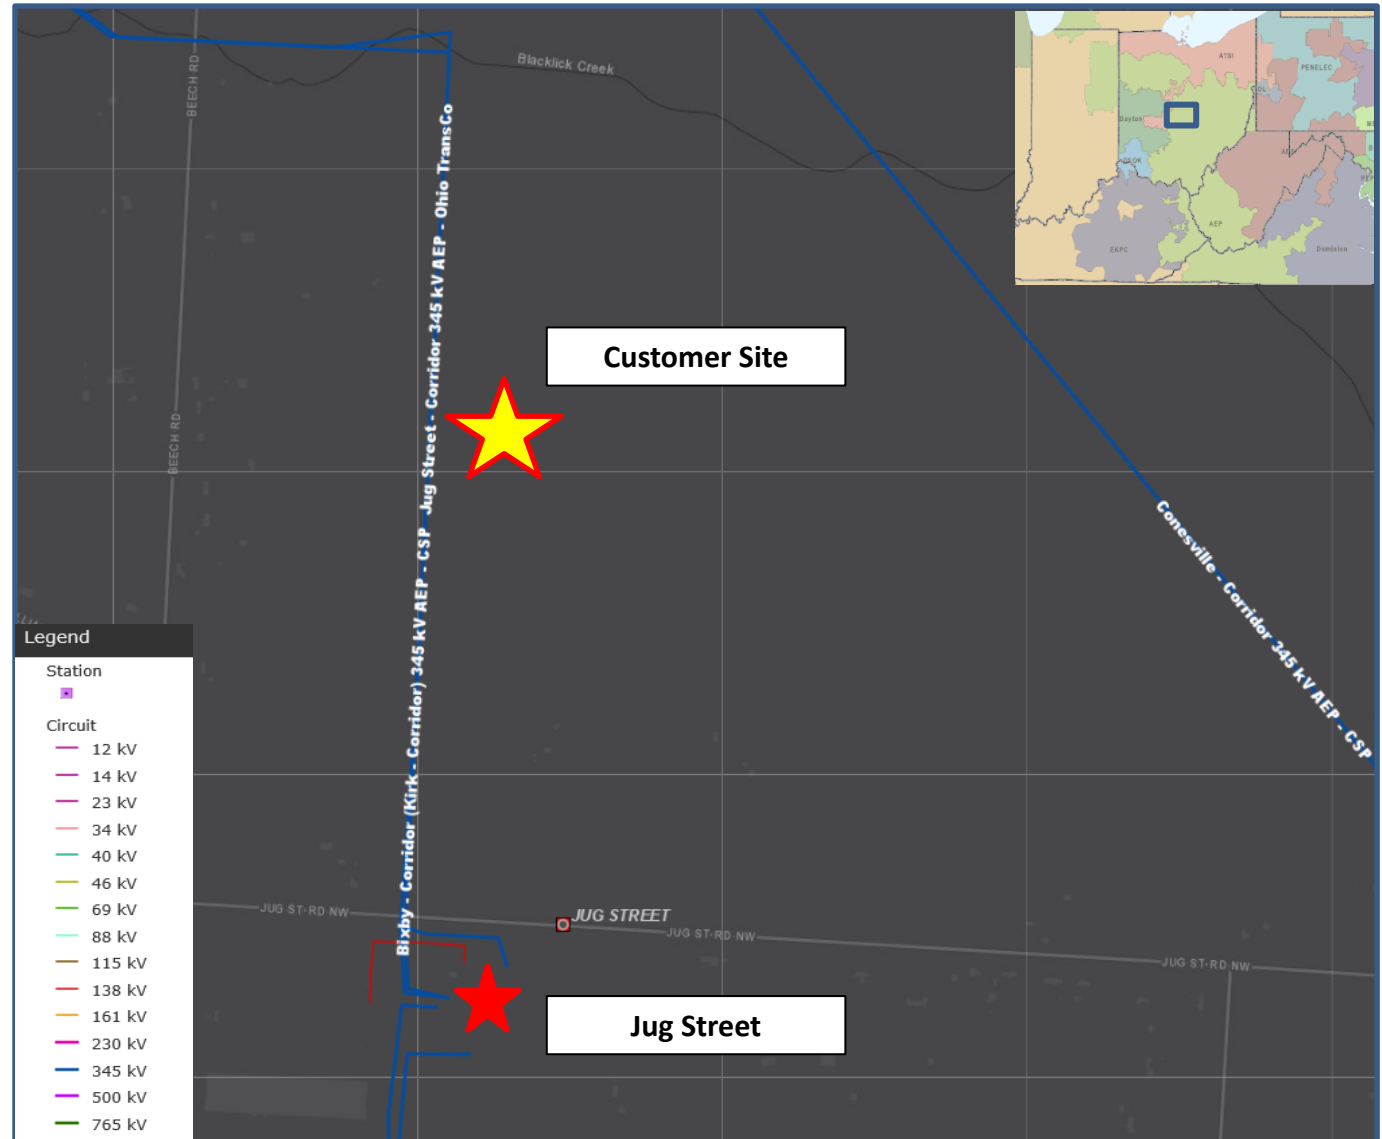 Blacklick Creek
BEECH RD
BEECH RD
Jug Street - Corridor 345 kV AEP - Ohio TransCo
Bixby - Corridor (Kirk - Corridor) 345 kV AEP - CSP
Conesville - Corridor 345 kV AEP - CSP
Customer Site
JUG ST-RD NW
JUG STREET
JUG ST-RD NW
JUG ST-RD NW
Jug Street
ATSI
PENELEC
Dayton
DEOK
AEP
EKPC
Dominion
Legend
Station
Circuit
12 kV
14 kV
23 kV
34 kV
40 kV
46 kV
69 kV
88 kV
115 kV
138 kV
161 kV
230 kV
345 kV
500 kV
765 kV